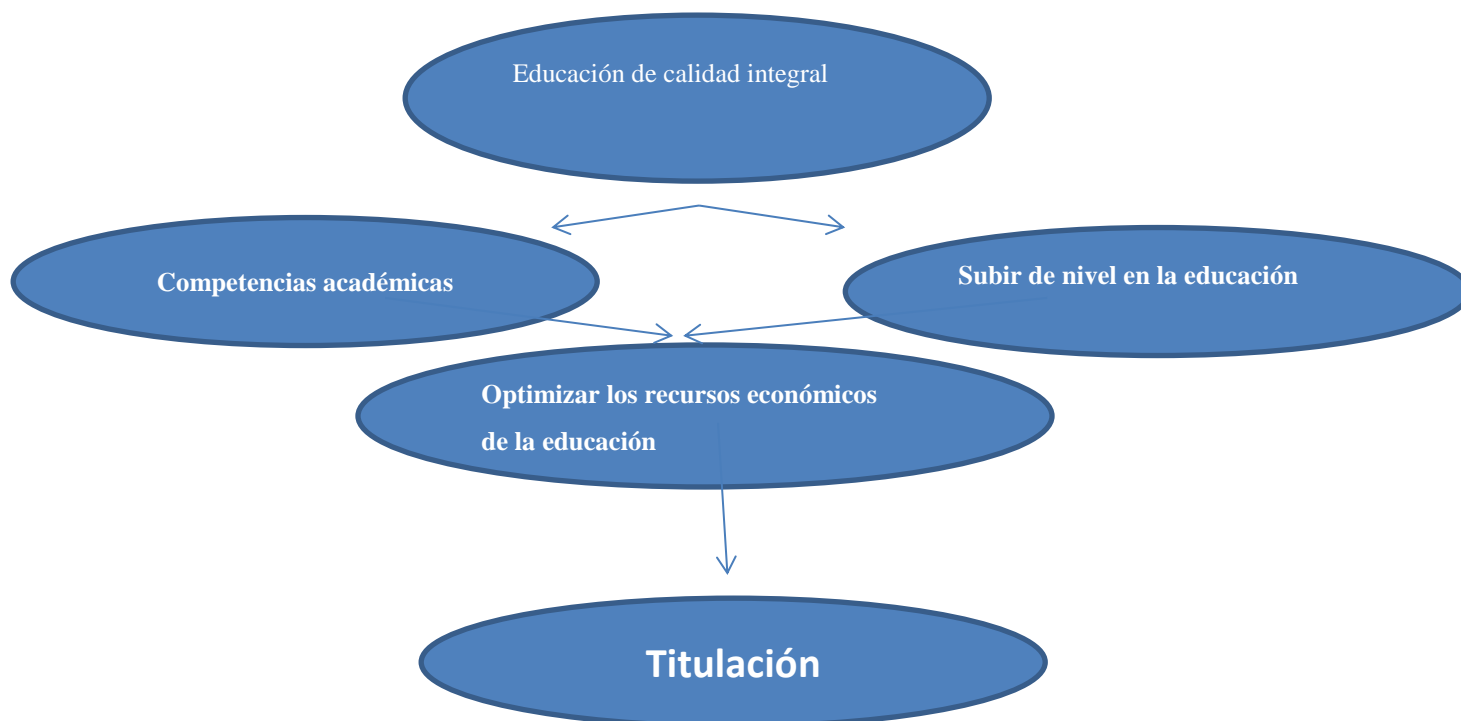 Educación de calidad integral
Competencias académicas
Subir de nivel en la educación
Optimizar los recursos económicos
de la educación
Titulación